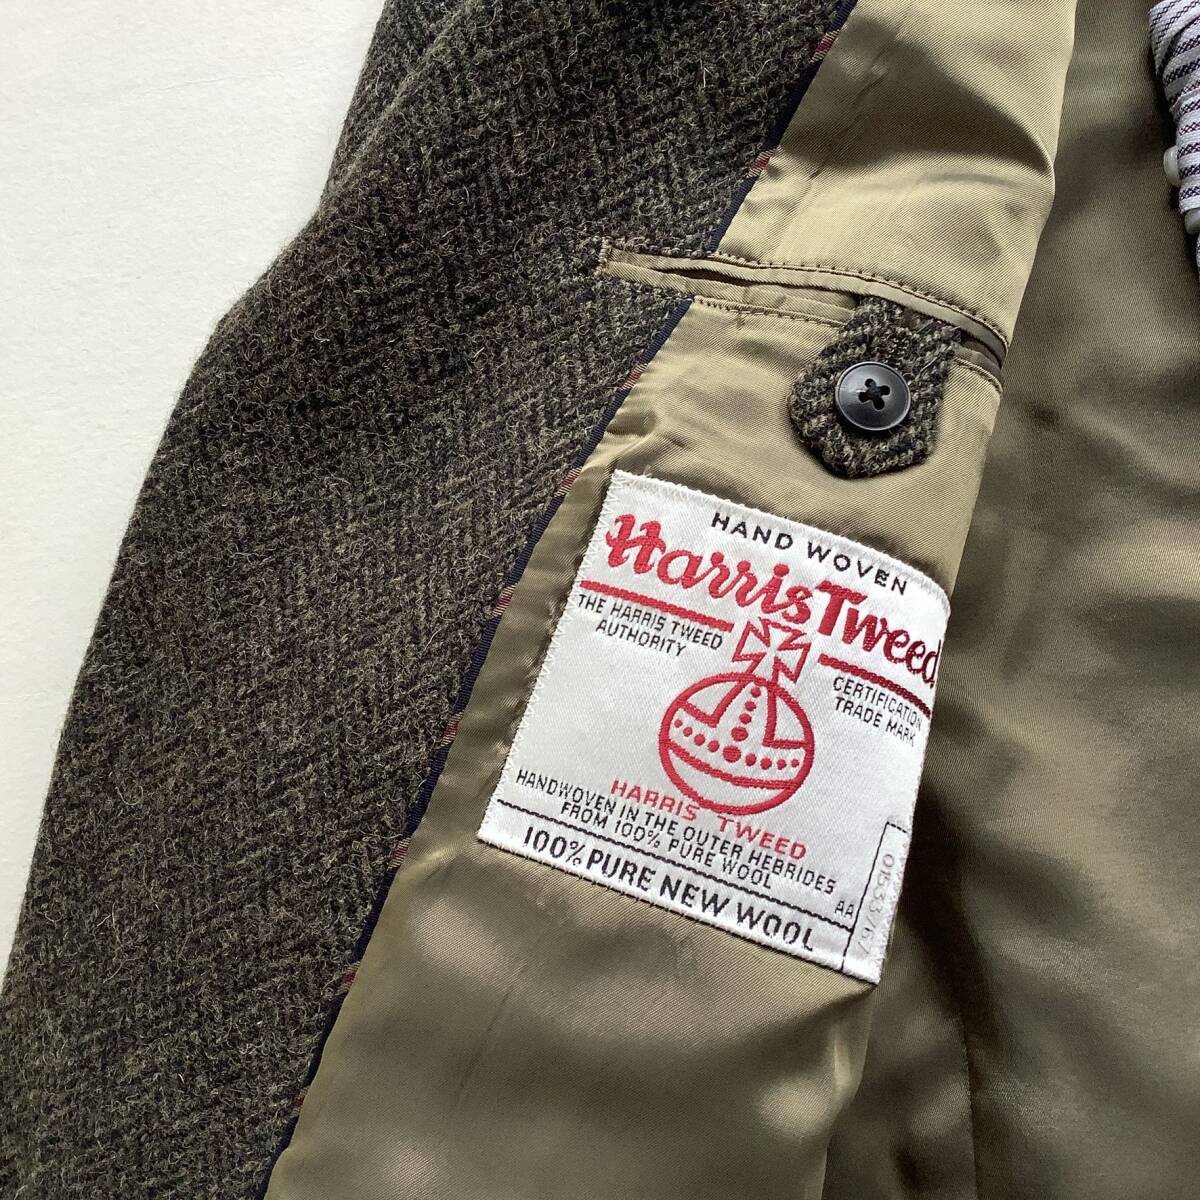 HAND WOVEN
Harris Tweed
THE HARRIS TWEED
AUTHORITY
CERTIFICATION
TRADE MARK
HARRIS TWEED
HANDWOVEN IN THE OUTER HEBRIDES
FROM 100% PURE WOOL
100% PURE NEW WOOL
AA